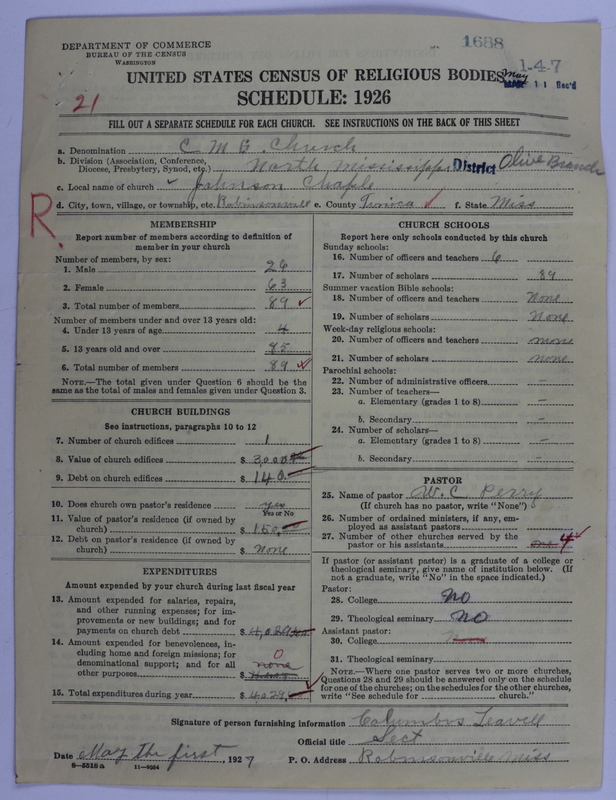 DEPARTMENT OF COMMERCE
BUREAU OF THE CENSUS
WASHINGTON
1688
1-47
May 11 Rec'd
UNITED STATES CENSUS OF RELIGIOUS BODIES
SCHEDULE: 1926
21
FILL OUT A SEPARATE SCHEDULE FOR EACH CHURCH. SEE INSTRUCTIONS ON THE BACK OF THIS SHEET
a. Denomination C M E Church
b. Division (Association, Conference, Diocese, Presbytery, Synod, etc.) North Mississippi District Olive Branch
c. Local name of church Johnson Chaple
d. City, town, village, or township, etc. Robinsonville e. County Tunica f. State Miss
R.
MEMBERSHIP
Report number of members according to definition of
member in your church
Number of members, by sex:
1. Male 26
2. Female 63
3. Total number of members 89
Number of members under and over 13 years old:
4. Under 13 years of age 4
5. 13 years old and over 85
6. Total number of members 89
NOTE.—The total given under Question 6 should be the
same as the total of males and females given under Question 3.
CHURCH BUILDINGS
See instructions, paragraphs 10 to 12
7. Number of church edifices 1
8. Value of church edifices $ 3,000
9. Debt on church edifices $ 140.
10. Does church own pastor's residence yes
Yes or No
11. Value of pastor's residence (if owned by
church) $ 150.
12. Debt on pastor's residence (if owned by
church) $ None
EXPENDITURES
Amount expended by your church during last fiscal year
13. Amount expended for salaries, repairs,
and other running expenses; for im-
provements or new buildings; and for
payments on church debt $ 4,029
14. Amount expended for benevolences, in-
cluding home and foreign missions; for
denominational support; and for all
other purposes 0 none $
15. Total expenditures during year $ 4029.
CHURCH SCHOOLS
Report here only schools conducted by this church
Sunday schools:
16. Number of officers and teachers 6
17. Number of scholars 89
Summer vacation Bible schools:
18. Number of officers and teachers None
19. Number of scholars None
Week-day religious schools:
20. Number of officers and teachers none
21. Number of scholars none
Parochial schools:
22. Number of administrative officers –
23. Number of teachers—
a. Elementary (grades 1 to 8) –
b. Secondary –
24. Number of scholars—
a. Elementary (grades 1 to 8) –
b. Secondary –
PASTOR
25. Name of pastor W. C Perry
(If church has no pastor, write "None")
26. Number of ordained ministers, if any, em-
ployed as assistant pastors
27. Number of other churches served by the
pastor or his assistants one 4
If pastor (or assistant pastor) is a graduate of a college or
theological seminary, give name of institution below. (If
not a graduate, write "No" in the space indicated.)
Pastor:
28. College No
29. Theological seminary No
Assistant pastor:
30. College
31. Theological seminary
NOTE.—Where one pastor serves two or more churches,
Questions 28 and 29 should be answered only on the schedule
for one of the churches; on the schedules for the other churches,
write "See schedule for ............ church."
Signature of person furnishing information Columbus Leavell
Official title Sect
Date May the first, 1927 P. O. Address Robinsonville Miss
8—5518a 11—9034